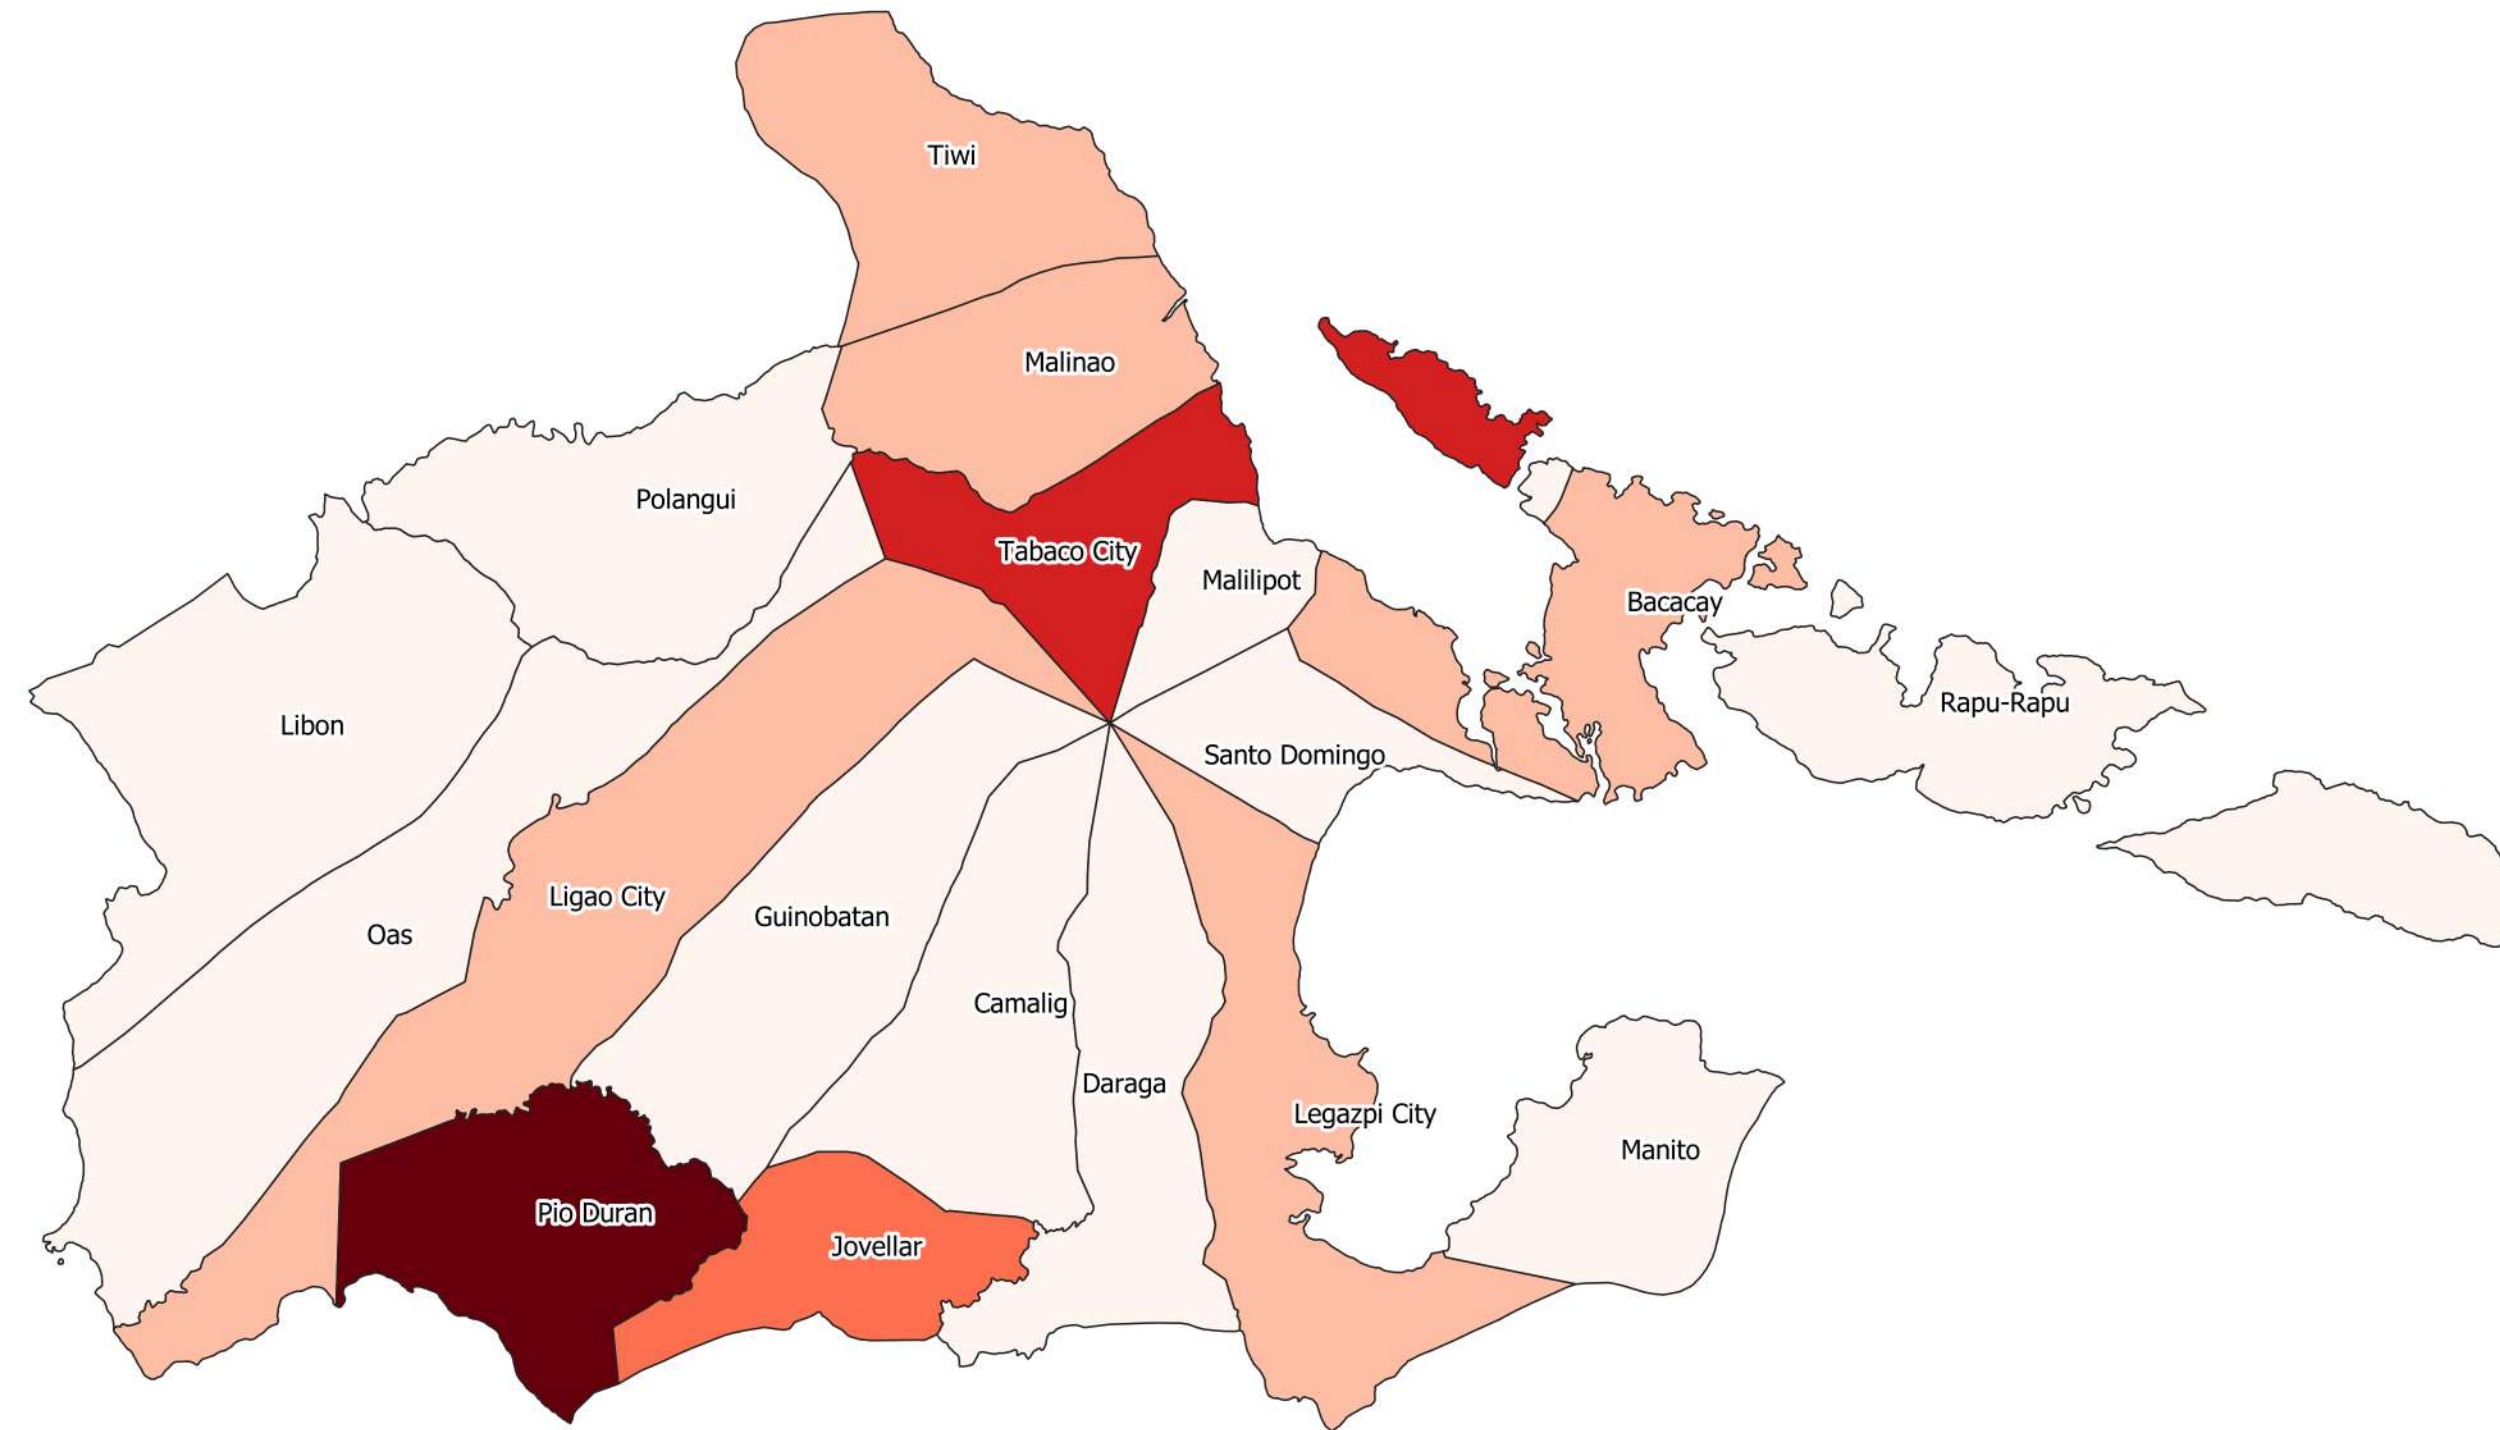 Tiwi
Malinao
Polangui
Tabaco City
Malilipot
Bacacay
Rapu-Rapu
Libon
Santo Domingo
Ligao City
Guinobatan
Oas
Camalig
Daraga
Legazpi City
Manito
Pio Duran
Jovellar